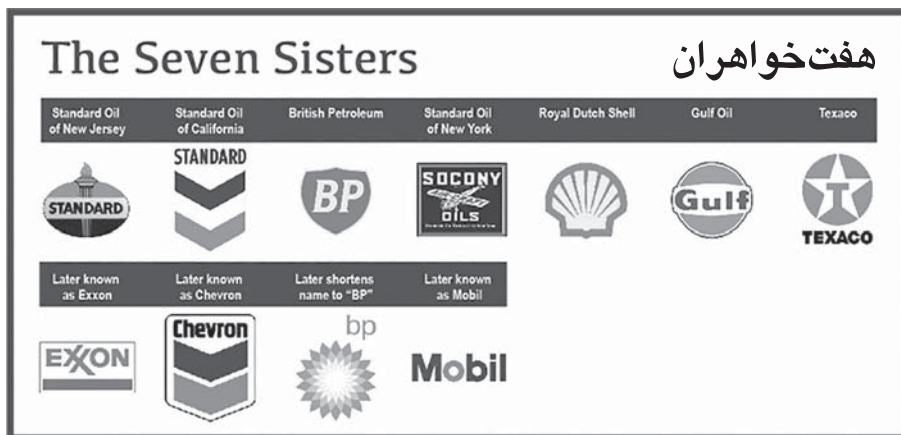 The Seven Sisters
هفت‌خواهران
Standard Oil
of New Jersey
Standard Oil
of California
British Petroleum
Standard Oil
of New York
Royal Dutch Shell
Gulf Oil
Texaco
STANDARD
STANDARD
BP
SOCONY
OILS
Gulf
T
TEXACO
Later known
as Exxon
Later known
as Chevron
Later shortens
name to “BP”
Later known
as Mobil
EXXON
Chevron
bp
Mobil